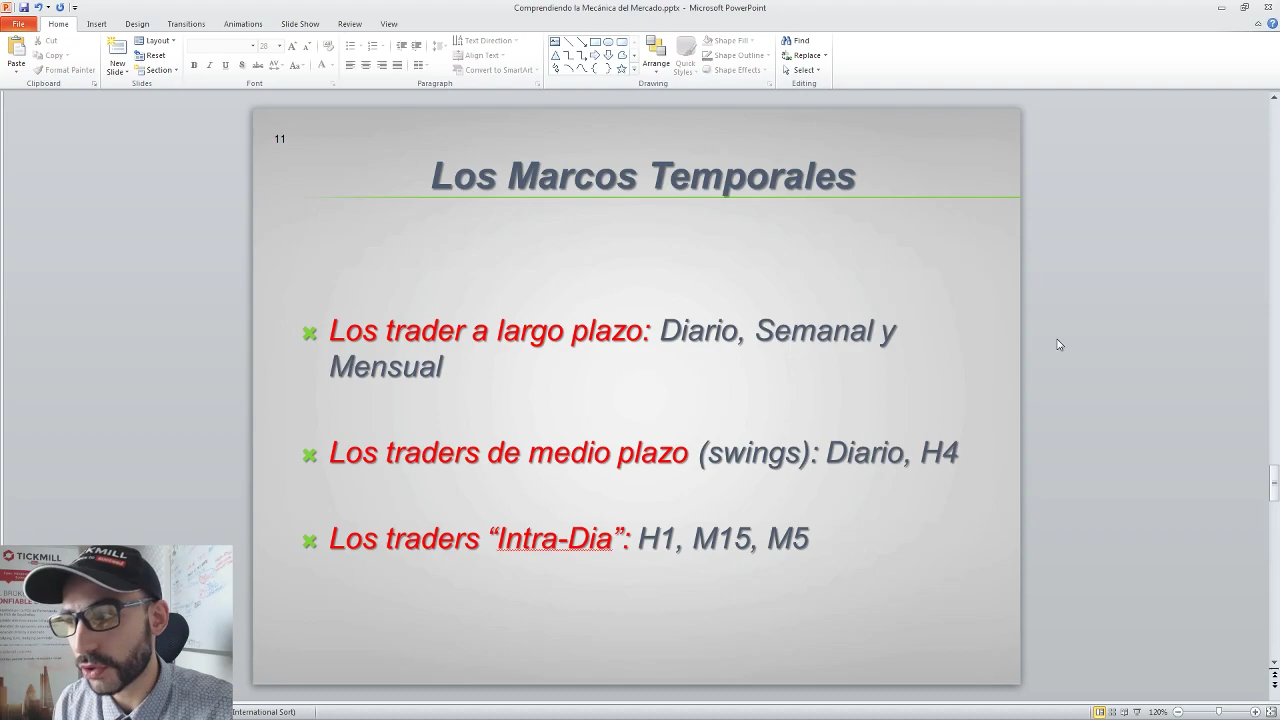 Comprendiendo la Mecánica del Mercado.pptx - Microsoft PowerPoint
File Home Insert Design Transitions Animations Slide Show Review View
Cut
Copy
Format Painter
Paste
Clipboard
New Slide
Layout
Reset
Section
Slides
28
Font
Text Direction
Align Text
Convert to SmartArt
Paragraph
Arrange
Quick Styles
Shape Fill
Shape Outline
Shape Effects
Drawing
Find
Replace
Select
Editing
11
Los Marcos Temporales
Los trader a largo plazo: Diario, Semanal y
Mensual
Los traders de medio plazo (swings): Diario, H4
Los traders “Intra-Dia”: H1, M15, M5
TICKMILL
TICKMILL
International Sort)
120%